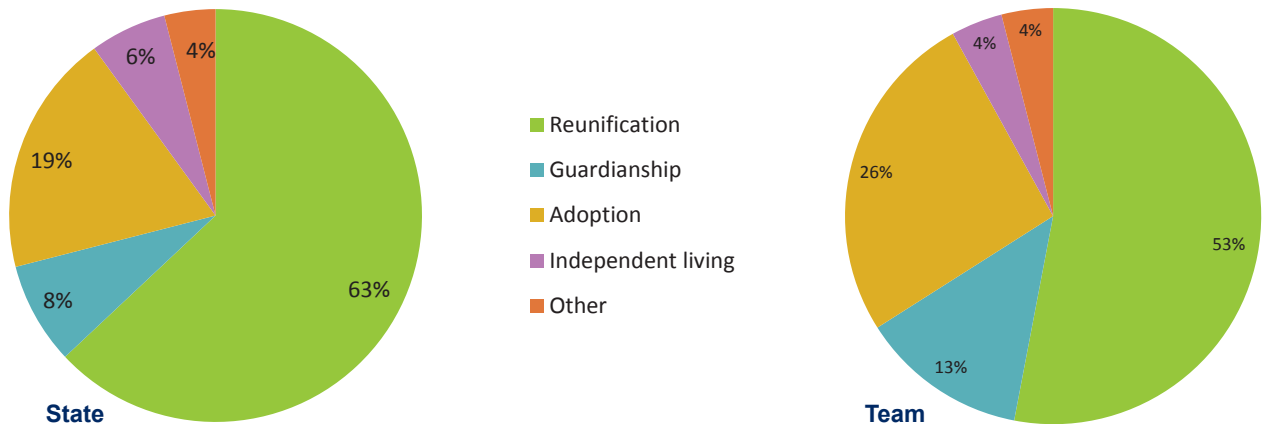 6%
4%
19%
8%
63%
State
Reunification
Guardianship
Adoption
Independent living
Other
4%
4%
26%
53%
13%
Team